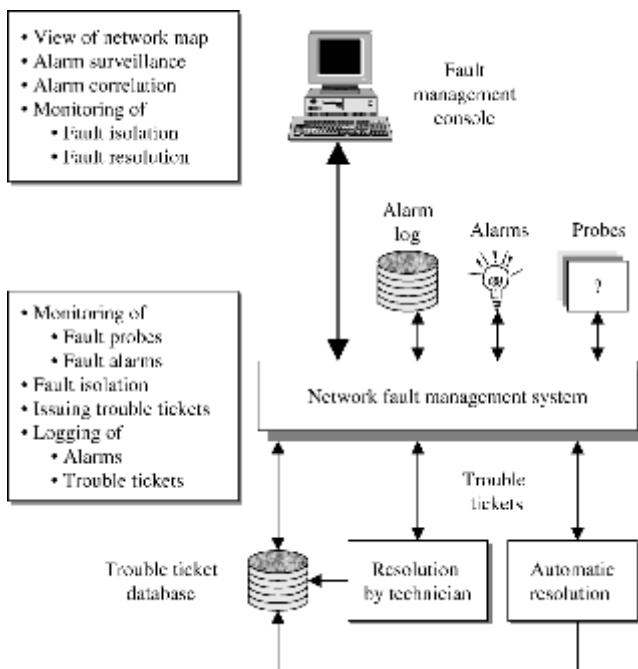 • View of network map
• Alarm surveillance
• Alarm correlation
• Monitoring of
• Fault isolation
• Fault resolution
Fault
management
console
Alarm
log
Alarms
Probes
?
• Monitoring of
• Fault probes
• Fault alarms
• Fault isolation
• Issuing trouble tickets
• Logging of
• Alarms
• Trouble tickets
Network fault management system
Trouble
tickets
Trouble ticket
database
Resolution
by technician
Automatic
resolution